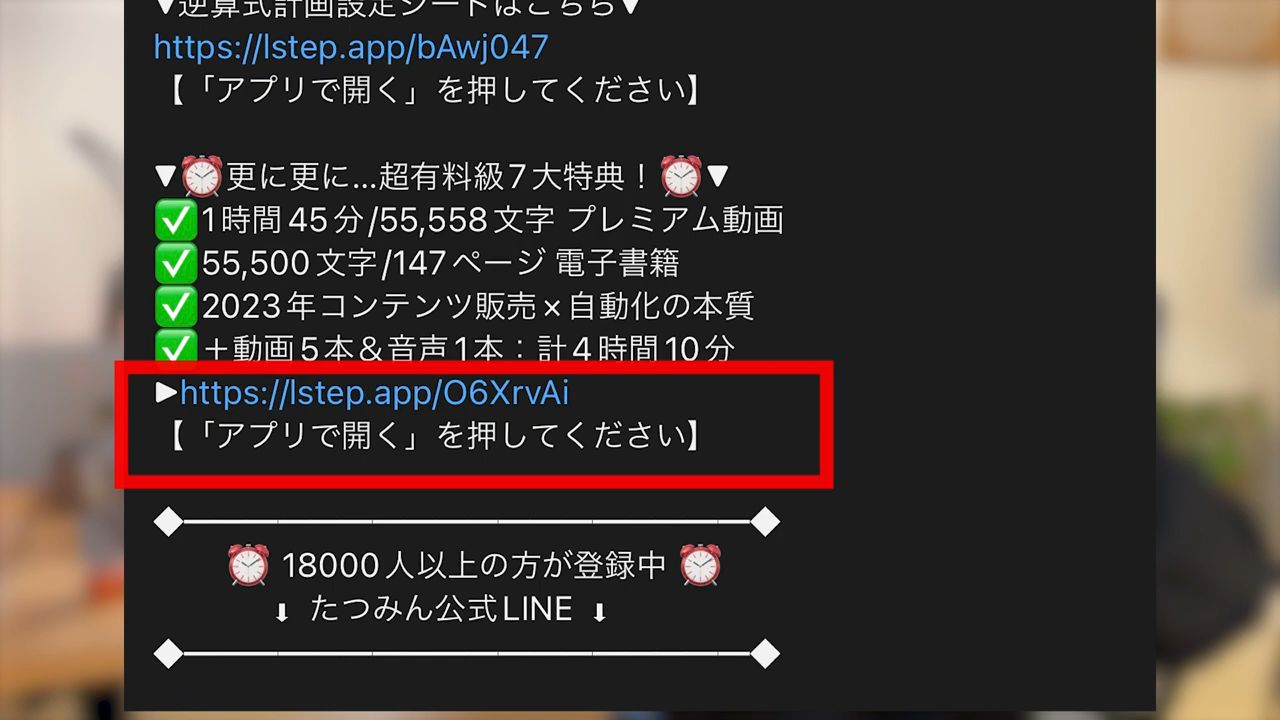 ▼逆算式計画設定シートはこちら▼
https://lstep.app/bAwj047
【「アプリで開く」を押してください】
▼⏰更に更に…超有料級7大特典！⏰▼
✅1時間45分/55,558文字 プレミアム動画
✅55,500文字/147ページ 電子書籍
✅2023年コンテンツ販売×自動化の本質
✅＋動画5本＆音声1本：計4時間10分
▶https://lstep.app/O6XrvAi
【「アプリで開く」を押してください】
⏰ 18000人以上の方が登録中 ⏰
⬇ たつみん公式LINE ⬇